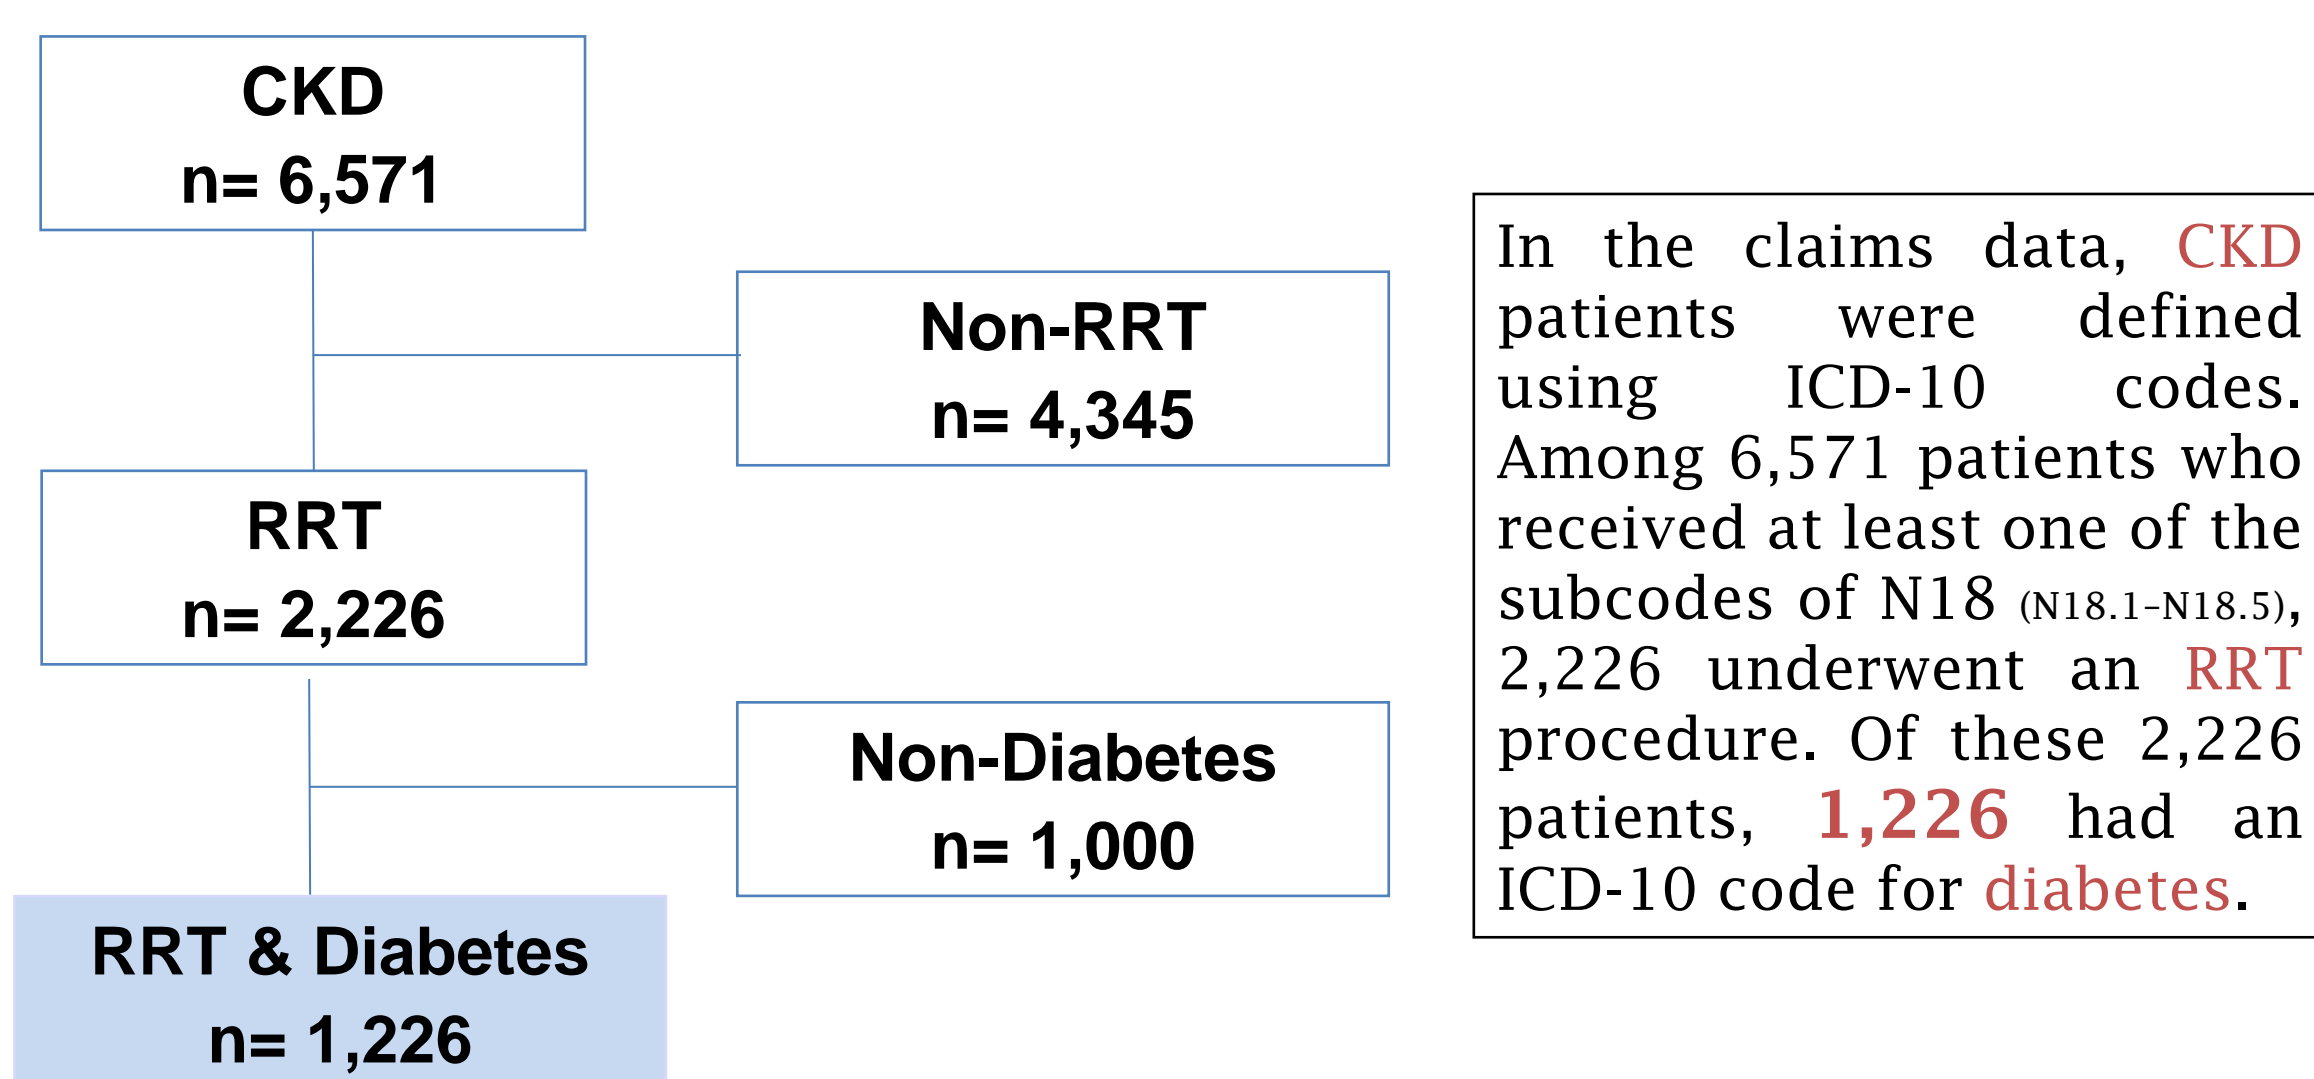 CKD
n= 6,571
Non-RRT
n= 4,345
RRT
n= 2,226
Non-Diabetes
n= 1,000
RRT & Diabetes
n= 1,226
In the claims data, CKD
patients were defined
using ICD-10 codes.
Among 6,571 patients who
received at least one of the
subcodes of N18 (N18.1–N18.5),
2,226 underwent an RRT
procedure. Of these 2,226
patients, 1,226 had an
ICD-10 code for diabetes.